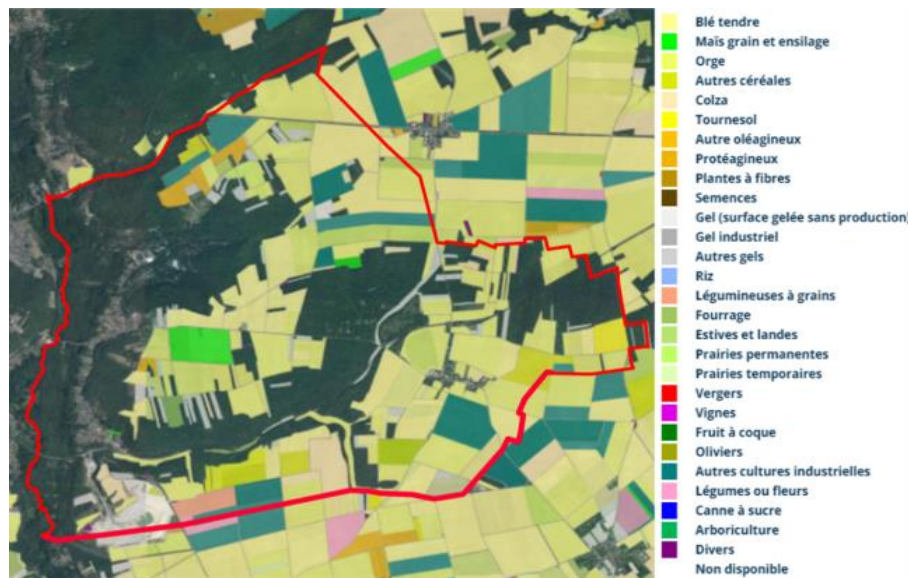 Blé tendre
Maïs grain et ensilage
Orge
Autres céréales
Colza
Tournesol
Autre oléagineux
Protéagineux
Plantes à fibres
Semences
Gel (surface gelée sans production)
Gel industriel
Autres gels
Riz
Légumineuses à grains
Fourrage
Estives et landes
Prairies permanentes
Prairies temporaires
Vergers
Vignes
Fruit à coque
Oliviers
Autres cultures industrielles
Légumes ou fleurs
Canne à sucre
Arboriculture
Divers
Non disponible